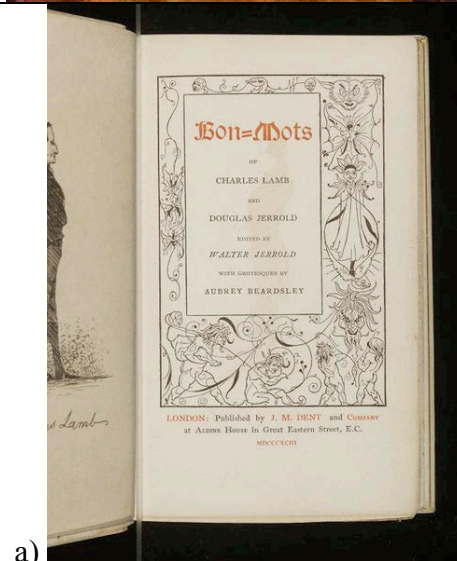 Bon=Mots
OF
CHARLES LAMB
AND
DOUGLAS JERROLD
EDITED BY
WALTER JERROLD
WITH GROTESQUES BY
AUBREY BEARDSLEY
LONDON: Published by J. M. DENT and COMPANY
at ALDINE HOUSE in Great Eastern Street, E.C.
MDCCCXCIII
Lamb
a)